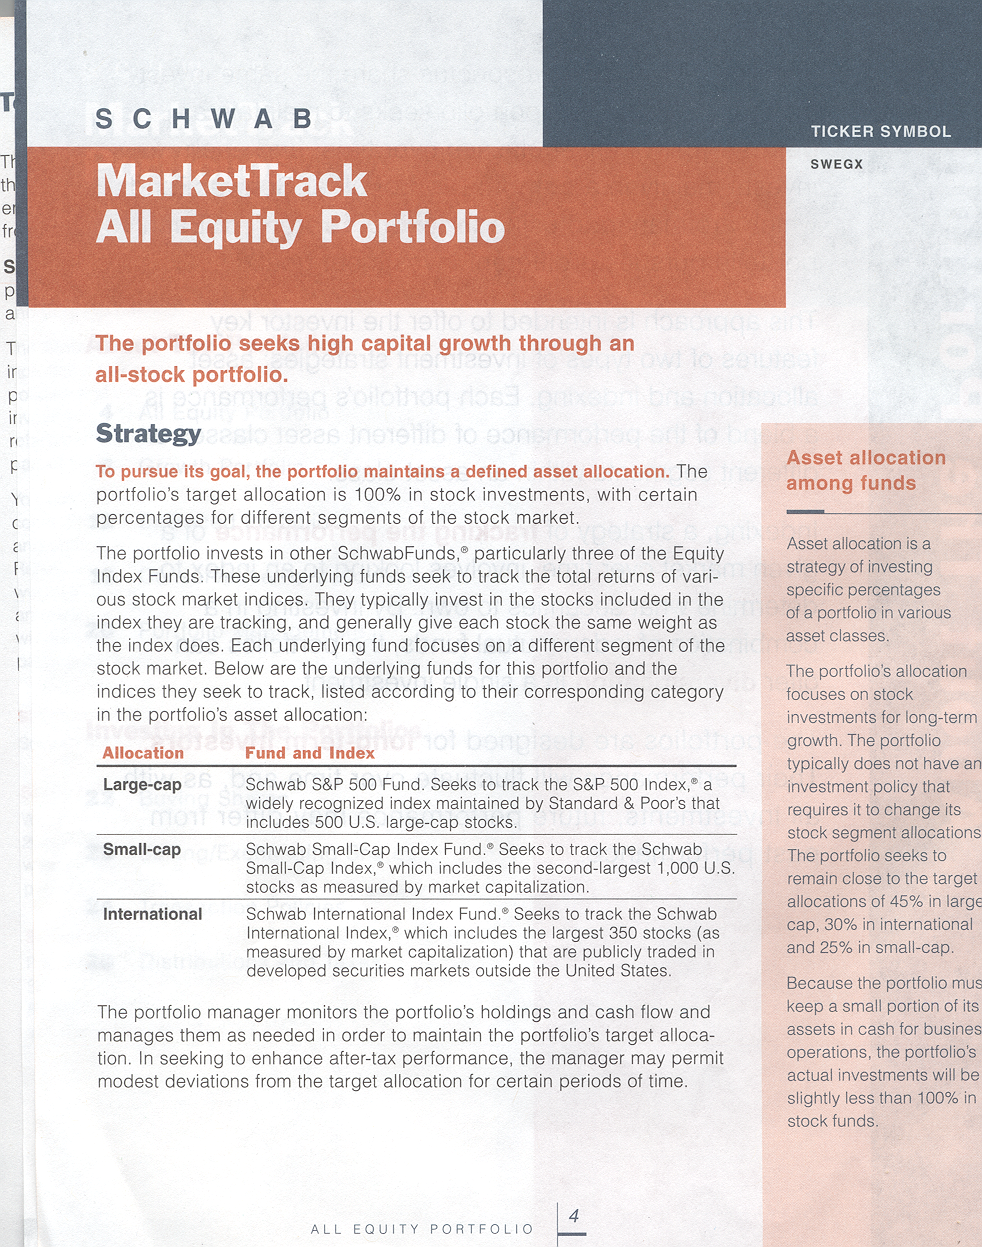 SCHWAB
TICKER SYMBOL
SWEGX
MarketTrack
All Equity Portfolio
The portfolio seeks high capital growth through an
all-stock portfolio.
Strategy
To pursue its goal, the portfolio maintains a defined asset allocation. The
portfolio's target allocation is 100% in stock investments, with certain
percentages for different segments of the stock market.
The portfolio invests in other SchwabFunds,® particularly three of the Equity
Index Funds. These underlying funds seek to track the total returns of vari-
ous stock market indices. They typically invest in the stocks included in the
index they are tracking, and generally give each stock the same weight as
the index does. Each underlying fund focuses on a different segment of the
stock market. Below are the underlying funds for this portfolio and the
indices they seek to track, listed according to their corresponding category
in the portfolio's asset allocation:
Allocation Fund and Index
Large-cap Schwab S&P 500 Fund. Seeks to track the S&P 500 Index,® a
widely recognized index maintained by Standard & Poor's that
includes 500 U.S. large-cap stocks.
Small-cap Schwab Small-Cap Index Fund.® Seeks to track the Schwab
Small-Cap Index,® which includes the second-largest 1,000 U.S.
stocks as measured by market capitalization.
International Schwab International Index Fund.® Seeks to track the Schwab
International Index,® which includes the largest 350 stocks (as
measured by market capitalization) that are publicly traded in
developed securities markets outside the United States.
The portfolio manager monitors the portfolio's holdings and cash flow and
manages them as needed in order to maintain the portfolio's target alloca-
tion. In seeking to enhance after-tax performance, the manager may permit
modest deviations from the target allocation for certain periods of time.
Asset allocation
among funds
Asset allocation is a
strategy of investing
specific percentages
of a portfolio in various
asset classes.
The portfolio's allocation
focuses on stock
investments for long-term
growth. The portfolio
typically does not have an
investment policy that
requires it to change its
stock segment allocations
The portfolio seeks to
remain close to the target
allocations of 45% in large
cap, 30% in international
and 25% in small-cap.
Because the portfolio mus
keep a small portion of its
assets in cash for busines
operations, the portfolio's
actual investments will be
slightly less than 100% in
stock funds.
ALL EQUITY PORTFOLIO 4